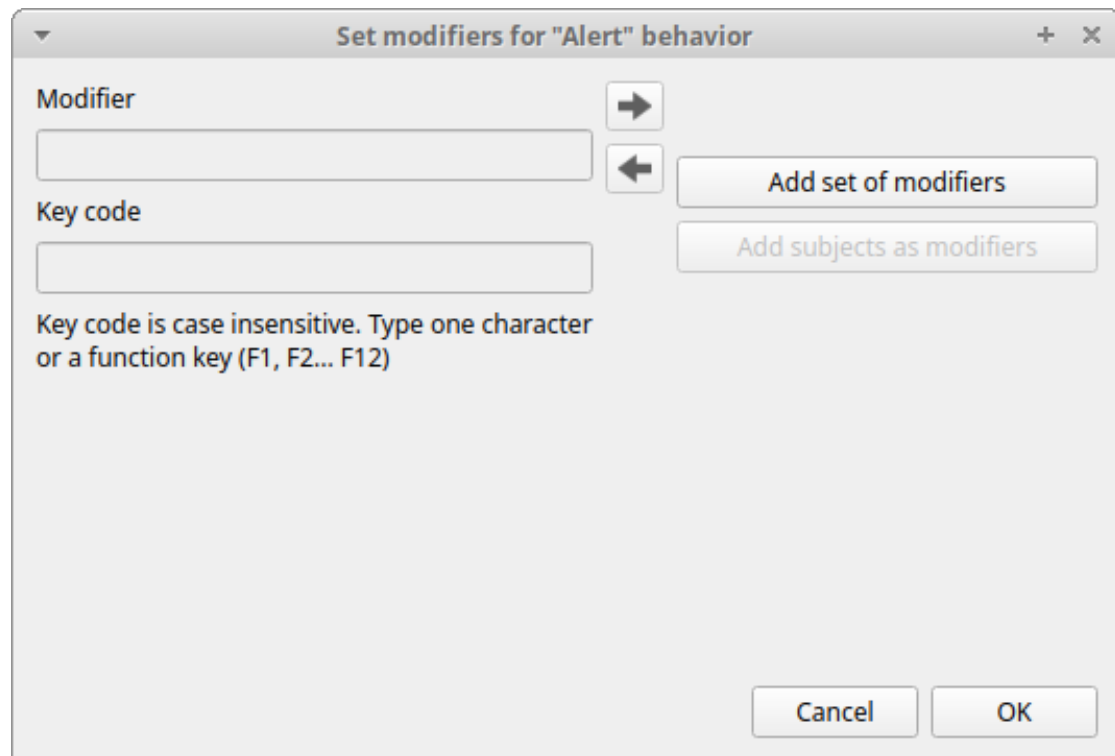 Set modifiers for "Alert" behavior
Modifier
Add set of modifiers
Key code
Add subjects as modifiers
Key code is case insensitive. Type one character
or a function key (F1, F2... F12)
Cancel
OK